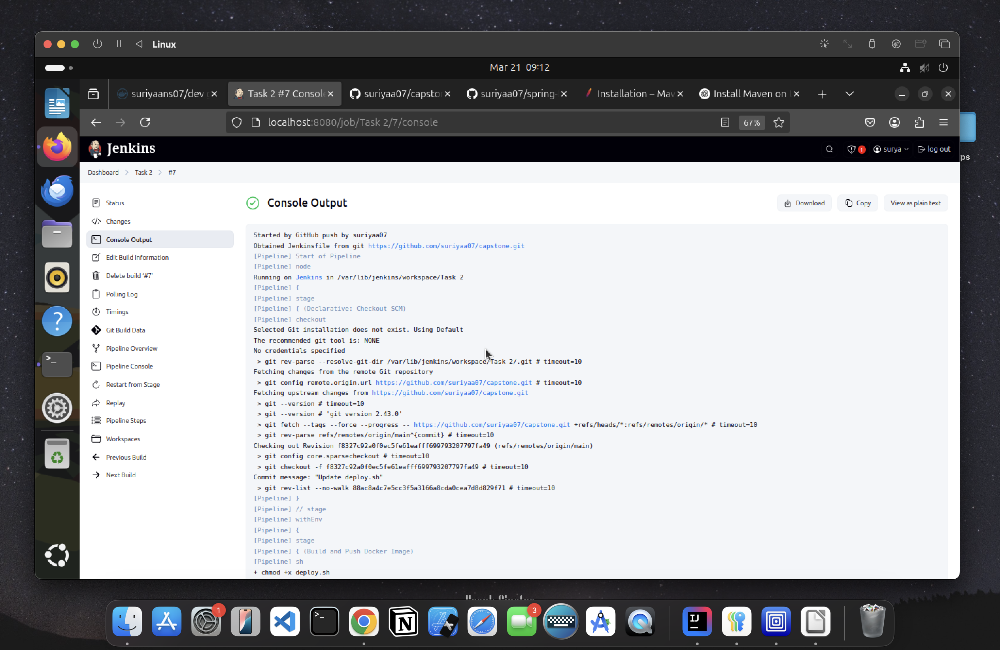 Linux
Mar 21 09:12
suriyaans07/dev
Task 2 #7 Console
suriyaa07/capsto
suriyaa07/spring-
Installation – Mav
Install Maven on
localhost:8080/job/Task 2/7/console
67%
Jenkins
1
surya
log out
ps
Dashboard
Task 2
#7
Status
Changes
Console Output
Edit Build Information
Delete build '#7'
Polling Log
Timings
Git Build Data
Pipeline Overview
Pipeline Console
Restart from Stage
Replay
Pipeline Steps
Workspaces
Previous Build
Next Build
Console Output
Download
Copy
View as plain text
Started by GitHub push by suriyaa07
Obtained Jenkinsfile from git https://github.com/suriyaa07/capstone.git
[Pipeline] Start of Pipeline
[Pipeline] node
Running on Jenkins in /var/lib/jenkins/workspace/Task 2
[Pipeline] {
[Pipeline] stage
[Pipeline] { (Declarative: Checkout SCM)
[Pipeline] checkout
Selected Git installation does not exist. Using Default
The recommended git tool is: NONE
No credentials specified
> git rev-parse --resolve-git-dir /var/lib/jenkins/workspace/Task 2/.git # timeout=10
Fetching changes from the remote Git repository
> git config remote.origin.url https://github.com/suriyaa07/capstone.git # timeout=10
Fetching upstream changes from https://github.com/suriyaa07/capstone.git
> git --version # timeout=10
> git --version # 'git version 2.43.0'
> git fetch --tags --force --progress -- https://github.com/suriyaa07/capstone.git +refs/heads/*:refs/remotes/origin/* # timeout=10
> git rev-parse refs/remotes/origin/main^{commit} # timeout=10
Checking out Revision f8327c92a0f0ec5fe61eafff699793207797fa49 (refs/remotes/origin/main)
> git config core.sparsecheckout # timeout=10
> git checkout -f f8327c92a0f0ec5fe61eafff699793207797fa49 # timeout=10
Commit message: "Update deploy.sh"
> git rev-list --no-walk 88ac8a4c7e5cc3f5a3166a8cda0cea7d8d829f71 # timeout=10
[Pipeline] }
[Pipeline] // stage
[Pipeline] withEnv
[Pipeline] {
[Pipeline] stage
[Pipeline] { (Build and Push Docker Image)
[Pipeline] sh
+ chmod +x deploy.sh
1
3